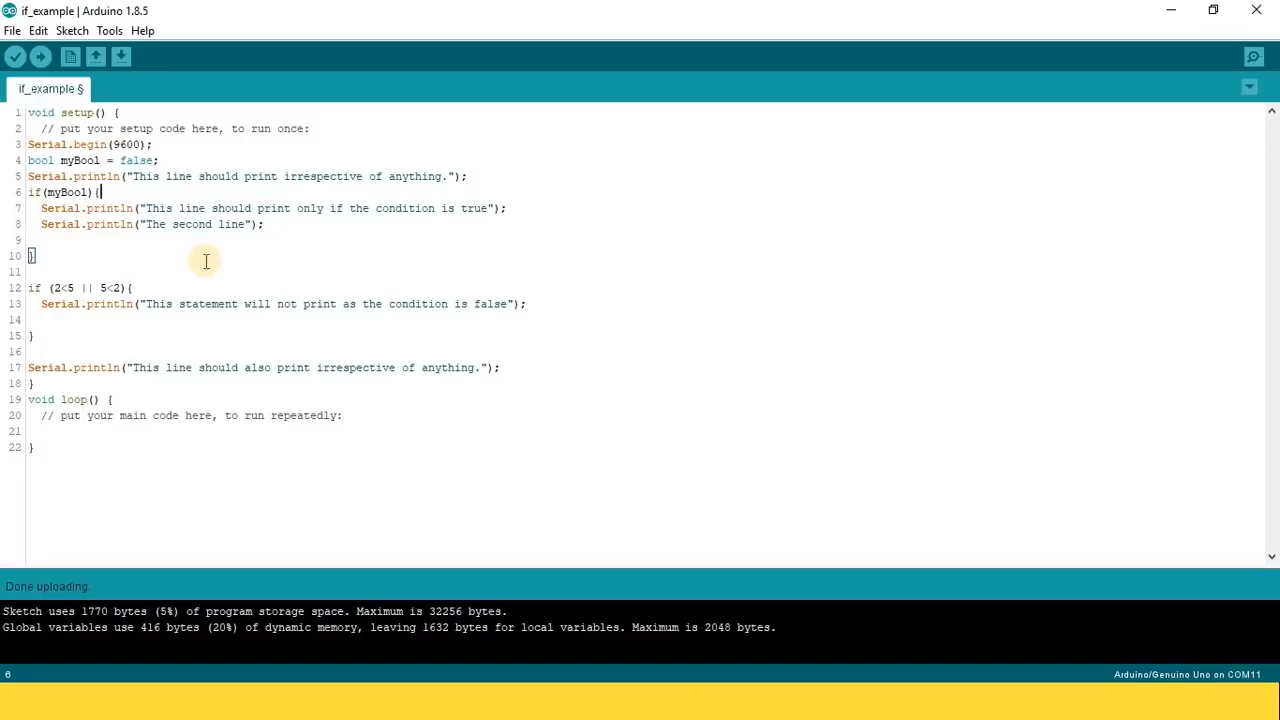 if_example | Arduino 1.8.5
File Edit Sketch Tools Help
if_example §
1 void setup() {
2 // put your setup code here, to run once:
3 Serial.begin(9600);
4 bool myBool = false;
5 Serial.println("This line should print irrespective of anything.");
6 if(myBool){
7 Serial.println("This line should print only if the condition is true");
8 Serial.println("The second line");
9
10 }
11
12 if (2<5 || 5<2){
13 Serial.println("This statement will not print as the condition is false");
14
15 }
16
17 Serial.println("This line should also print irrespective of anything.");
18 }
19 void loop() {
20 // put your main code here, to run repeatedly:
21
22 }
Done uploading.
Sketch uses 1770 bytes (5%) of program storage space. Maximum is 32256 bytes.
Global variables use 416 bytes (20%) of dynamic memory, leaving 1632 bytes for local variables. Maximum is 2048 bytes.
6 Arduino/Genuino Uno on COM11